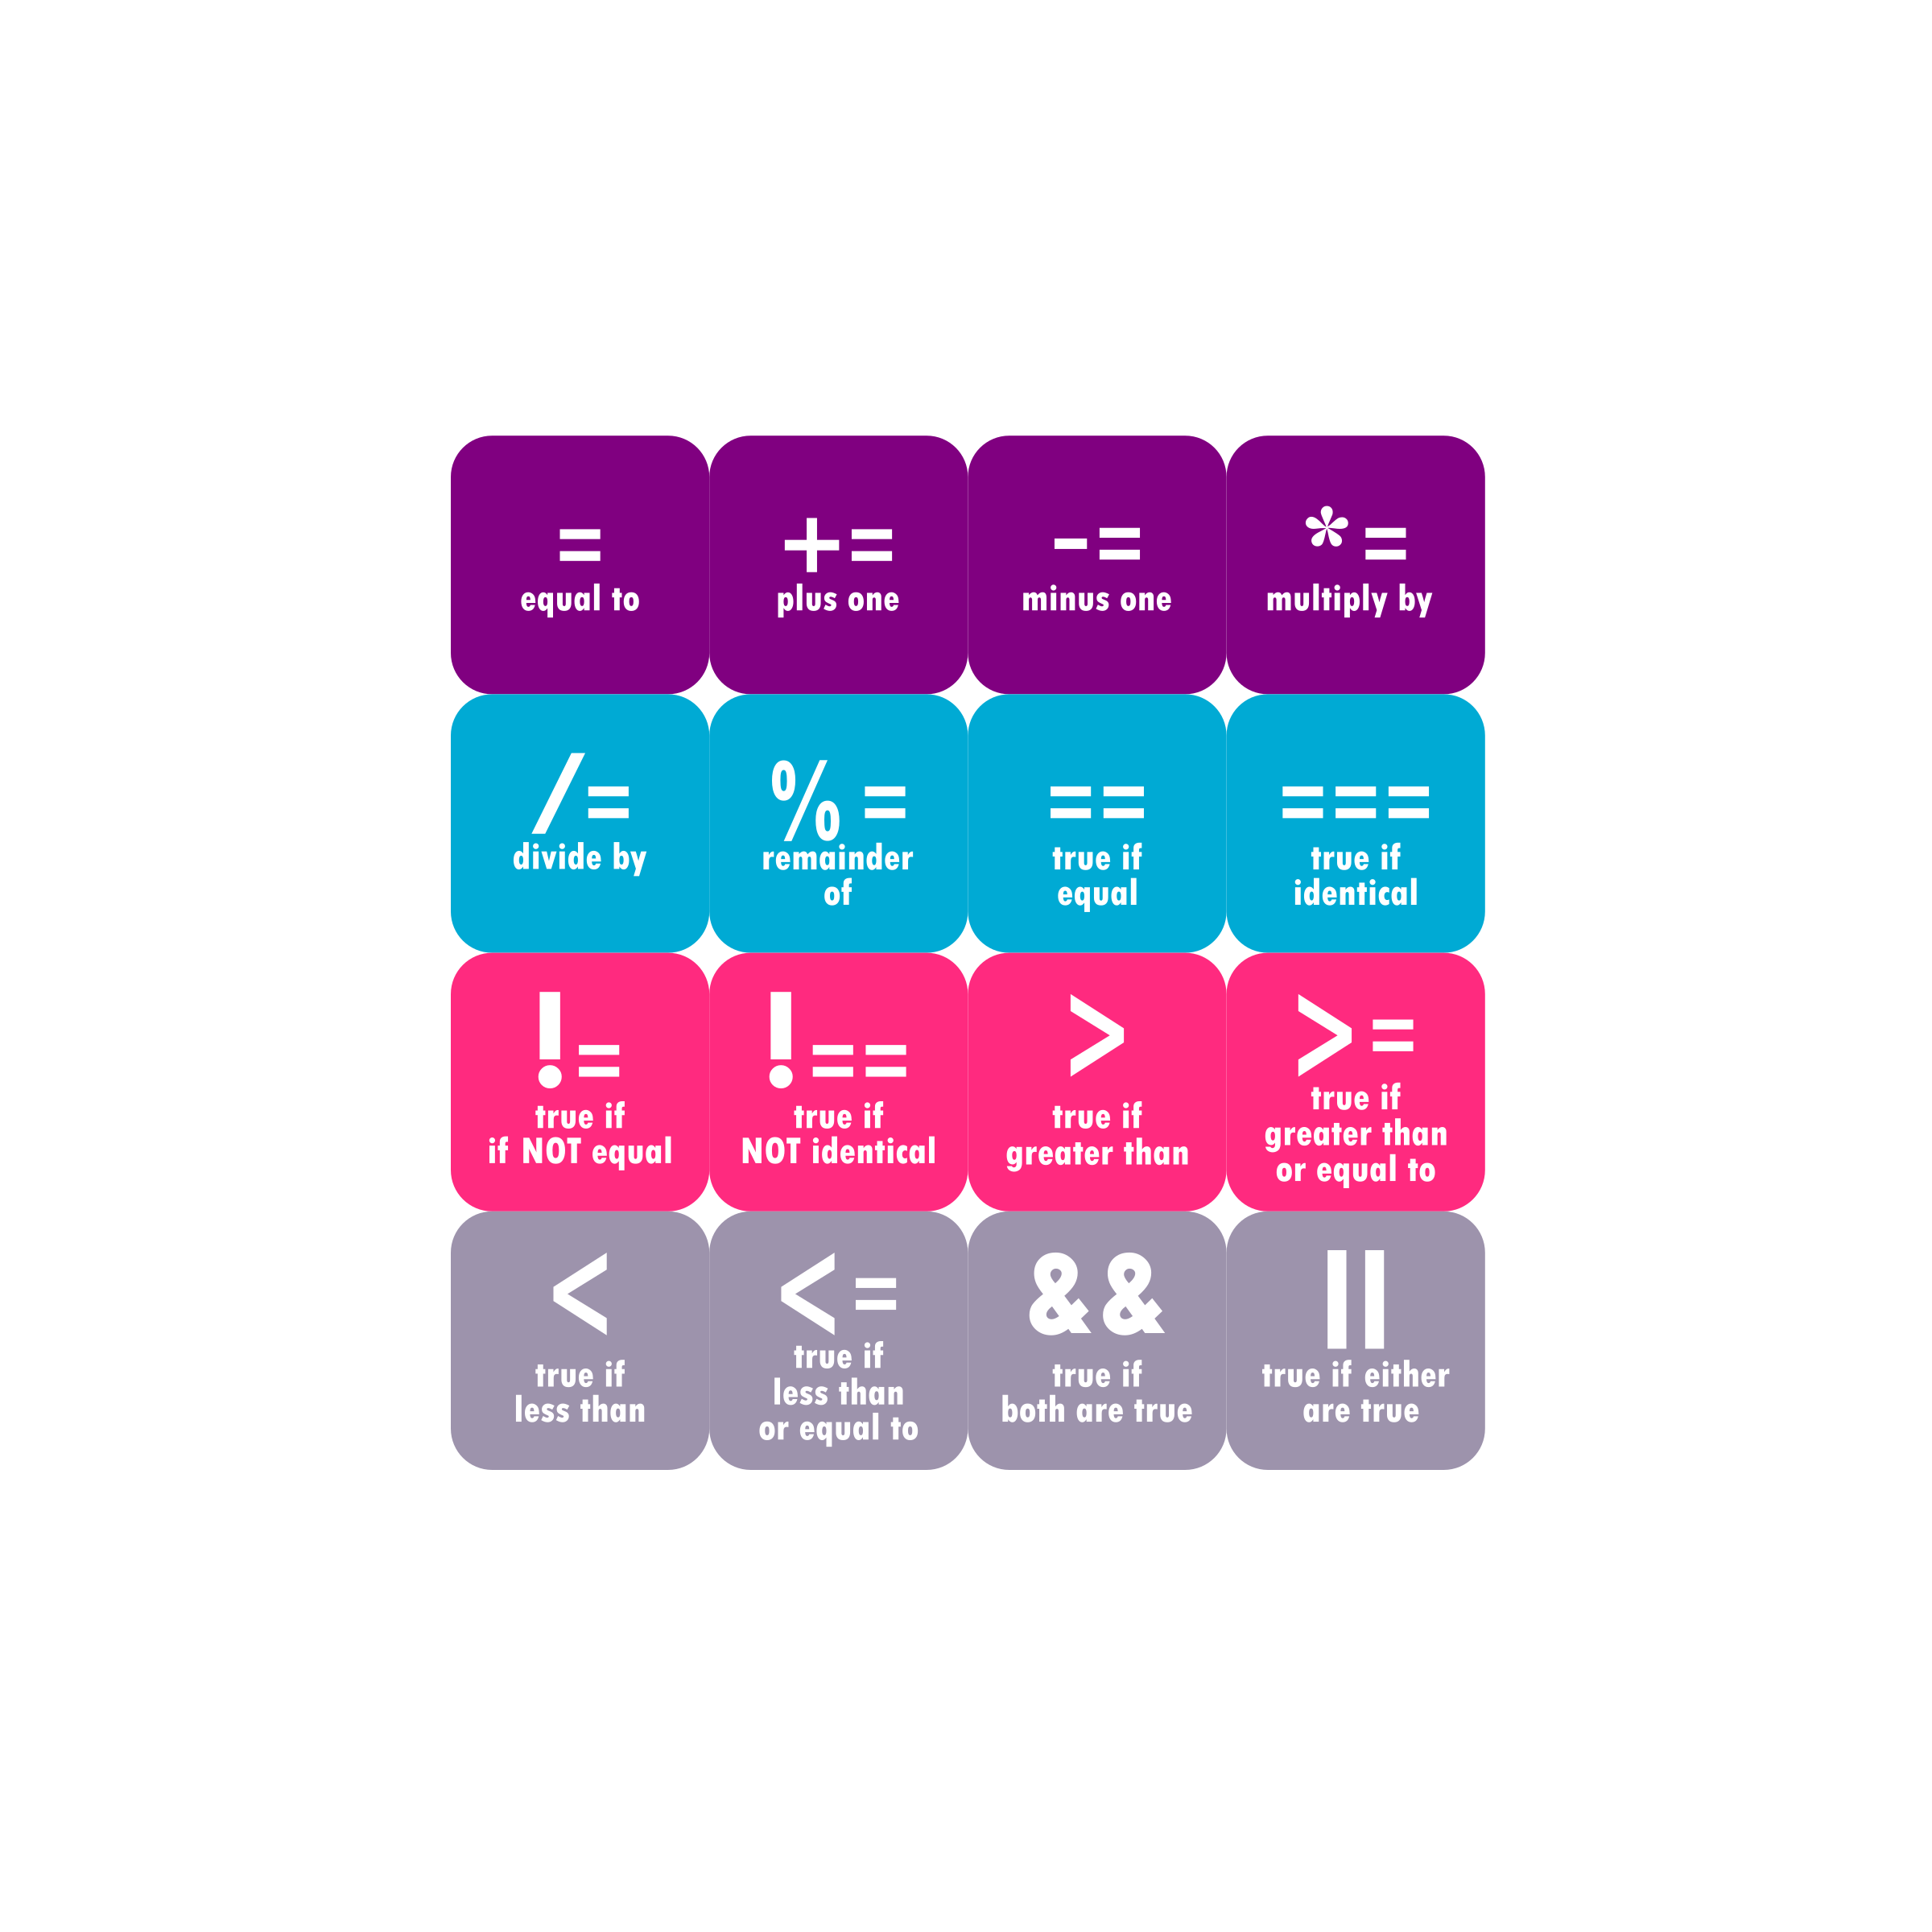 =
equal to
+=
plus one
-=
minus one
*=
multiply by
/=
divide by
%=
remainder
of
==
true if
equal
===
true if
identical
!=
true if
if NOT equal
!==
true if
NOT identical
>
true if
greater than
>=
true if
greater than
or equal to
<
true if
less than
<=
true if
less than
or equal to
&&
true if
both are true
||
true if either
are true